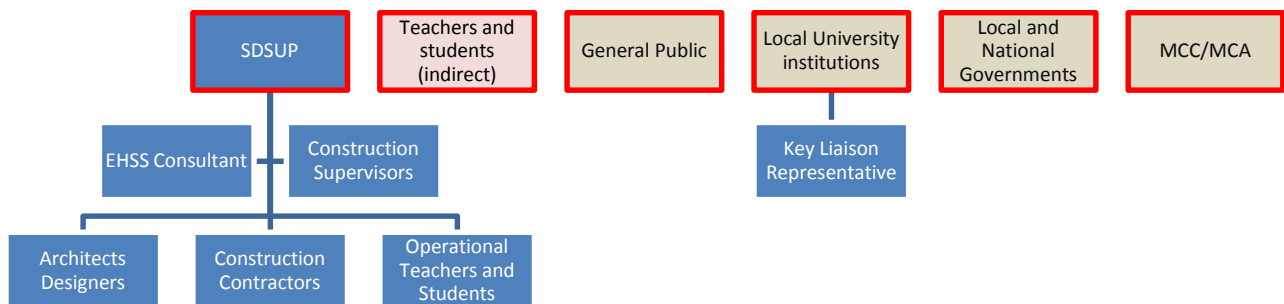 SDSUP
Teachers and
students
(indirect)
General Public
Local University
institutions
Local and
National
Governments
MCC/MCA
EHSS Consultant
Construction
Supervisors
Key Liaison
Representative
Architects
Designers
Construction
Contractors
Operational
Teachers and
Students